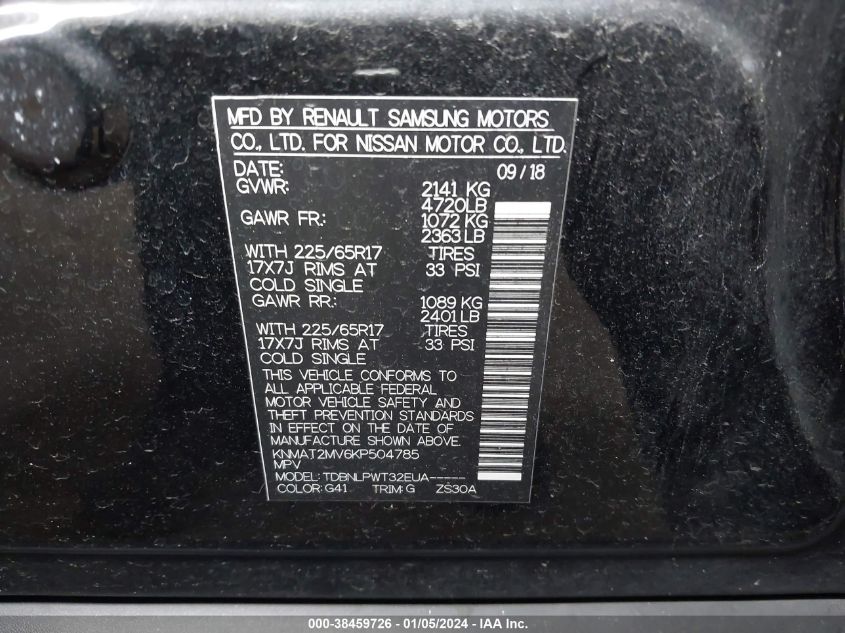 MFD BY RENAULT SAMSUNG MOTORS
CO., LTD. FOR NISSAN MOTOR CO., LTD.
DATE: 09/18
GVWR: 2141 KG
4720LB
GAWR FR: 1072 KG
2363LB
WITH 225/65R17 TIRES
17X7J RIMS AT 33 PSI
COLD SINGLE
GAWR RR: 1089 KG
2401LB
WITH 225/65R17 TIRES
17X7J RIMS AT 33 PSI
COLD SINGLE
THIS VEHICLE CONFORMS TO
ALL APPLICABLE FEDERAL
MOTOR VEHICLE SAFETY AND
THEFT PREVENTION STANDARDS
IN EFFECT ON THE DATE OF
MANUFACTURE SHOWN ABOVE.
KNMAT2MV6KP504785
MPV
MODEL: TDBNLPWT32EUA-----
COLOR: G41 TRIM: G ZS30A
000-38459726 - 01/05/2024 - IAA Inc.